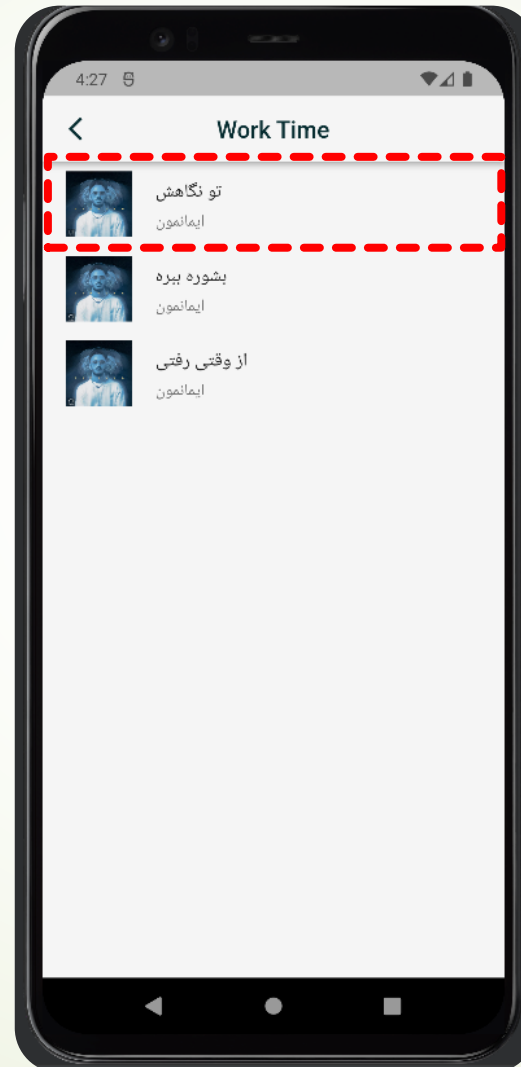 4:27
Work Time
تو نگاهش
ایمانمون
بشوره ببره
ایمانمون
از وقتی رفتی
ایمانمون